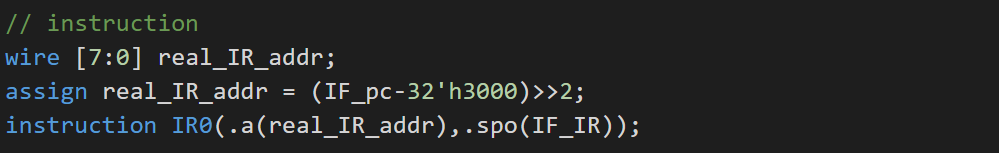 // instruction
wire [7:0] real_IR_addr;
assign real_IR_addr = (IF_pc-32'h3000)>>2;
instruction IR0(.a(real_IR_addr),.spo(IF_IR));